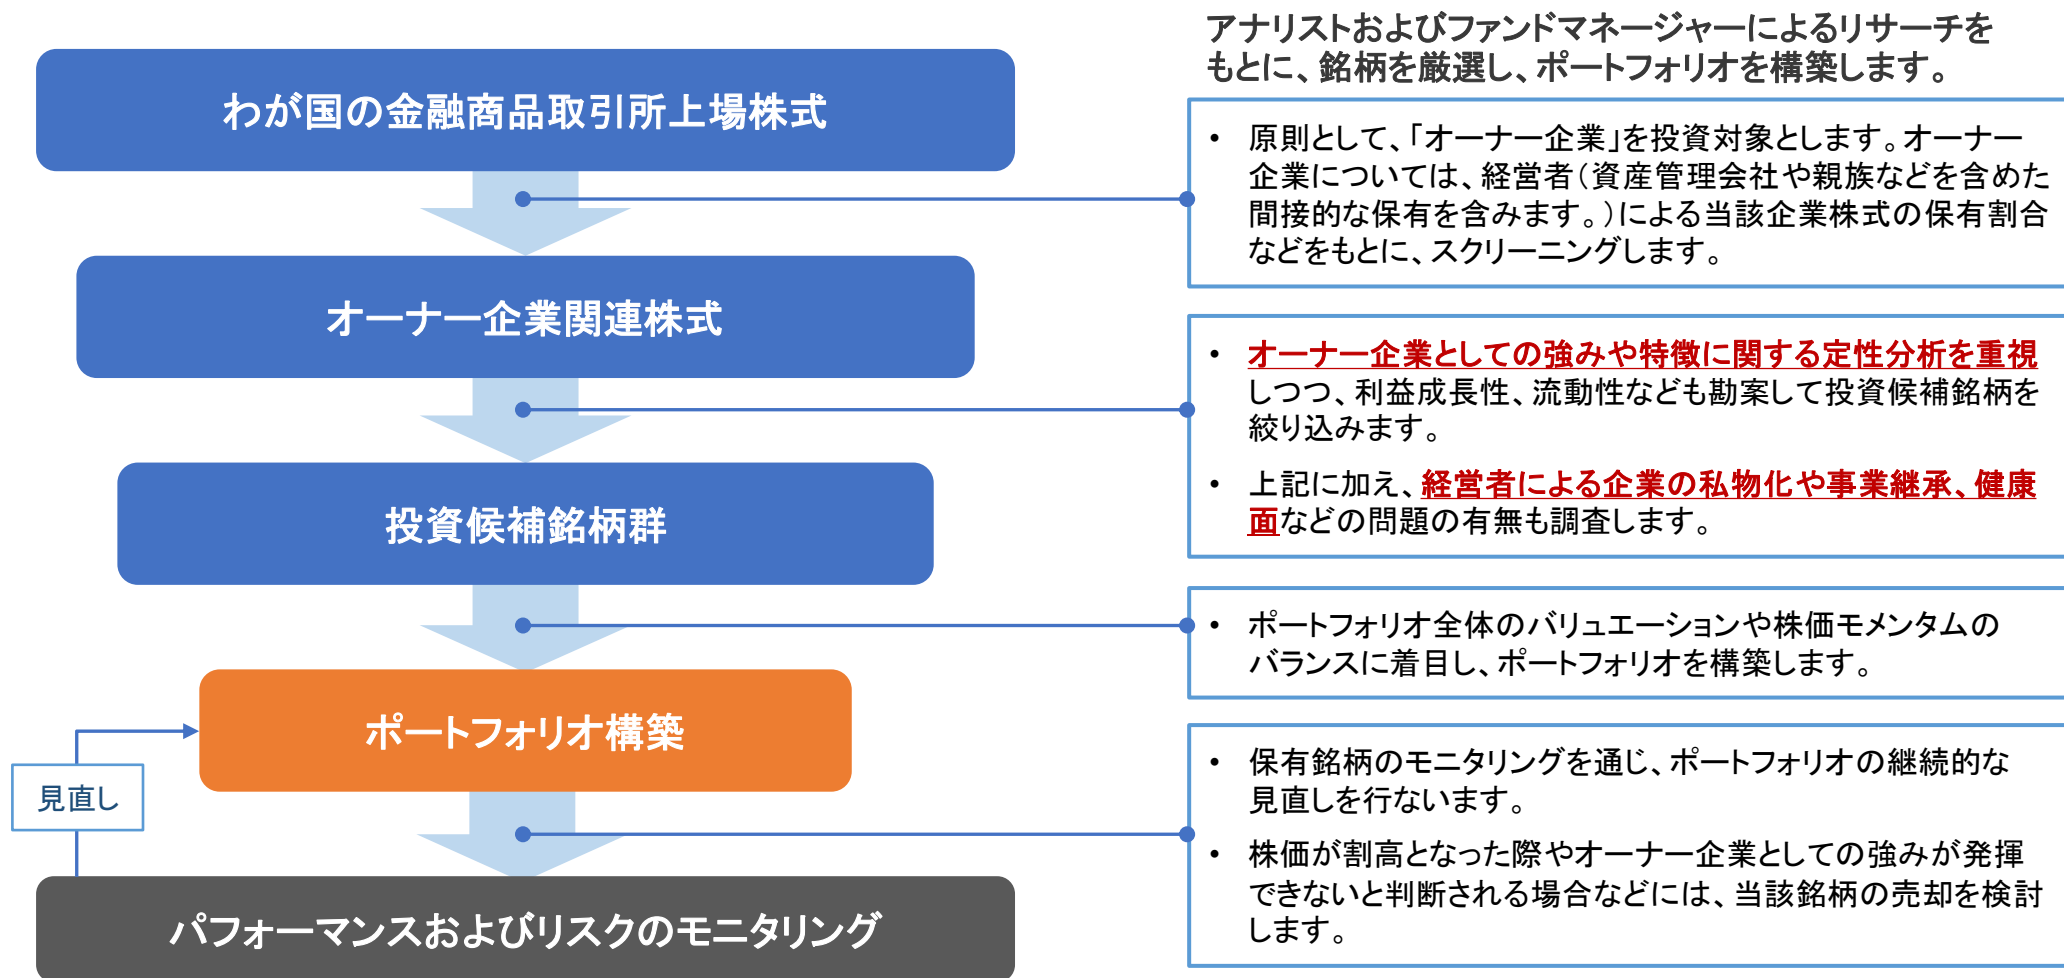 アナリストおよびファンドマネージャーによるリサーチを
もとに、銘柄を厳選し、ポートフォリオを構築します。
わが国の金融商品取引所上場株式
• 原則として、「オーナー企業」を投資対象とします。オーナー
企業については、経営者（資産管理会社や親族などを含めた
間接的な保有を含みます。）による当該企業株式の保有割合
などをもとに、スクリーニングします。
オーナー企業関連株式
• オーナー企業としての強みや特徴に関する定性分析を重視
しつつ、利益成長性、流動性なども勘案して投資候補銘柄を
絞り込みます。
• 上記に加え、経営者による企業の私物化や事業継承、健康
面などの問題の有無も調査します。
投資候補銘柄群
• ポートフォリオ全体のバリュエーションや株価モメンタムの
バランスに着目し、ポートフォリオを構築します。
ポートフォリオ構築
見直し
• 保有銘柄のモニタリングを通じ、ポートフォリオの継続的な
見直しを行ないます。
• 株価が割高となった際やオーナー企業としての強みが発揮
できないと判断される場合などには、当該銘柄の売却を検討
します。
パフォーマンスおよびリスクのモニタリング